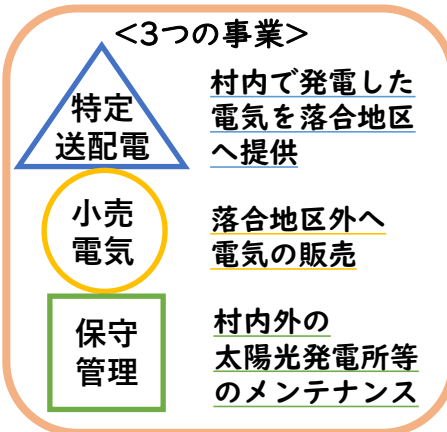 <3つの事業>
特定
送配電
村内で発電した
電気を落合地区
へ提供
小売
電気
落合地区外へ
電気の販売
保守
管理
村内外の
太陽光発電所等
のメンテナンス